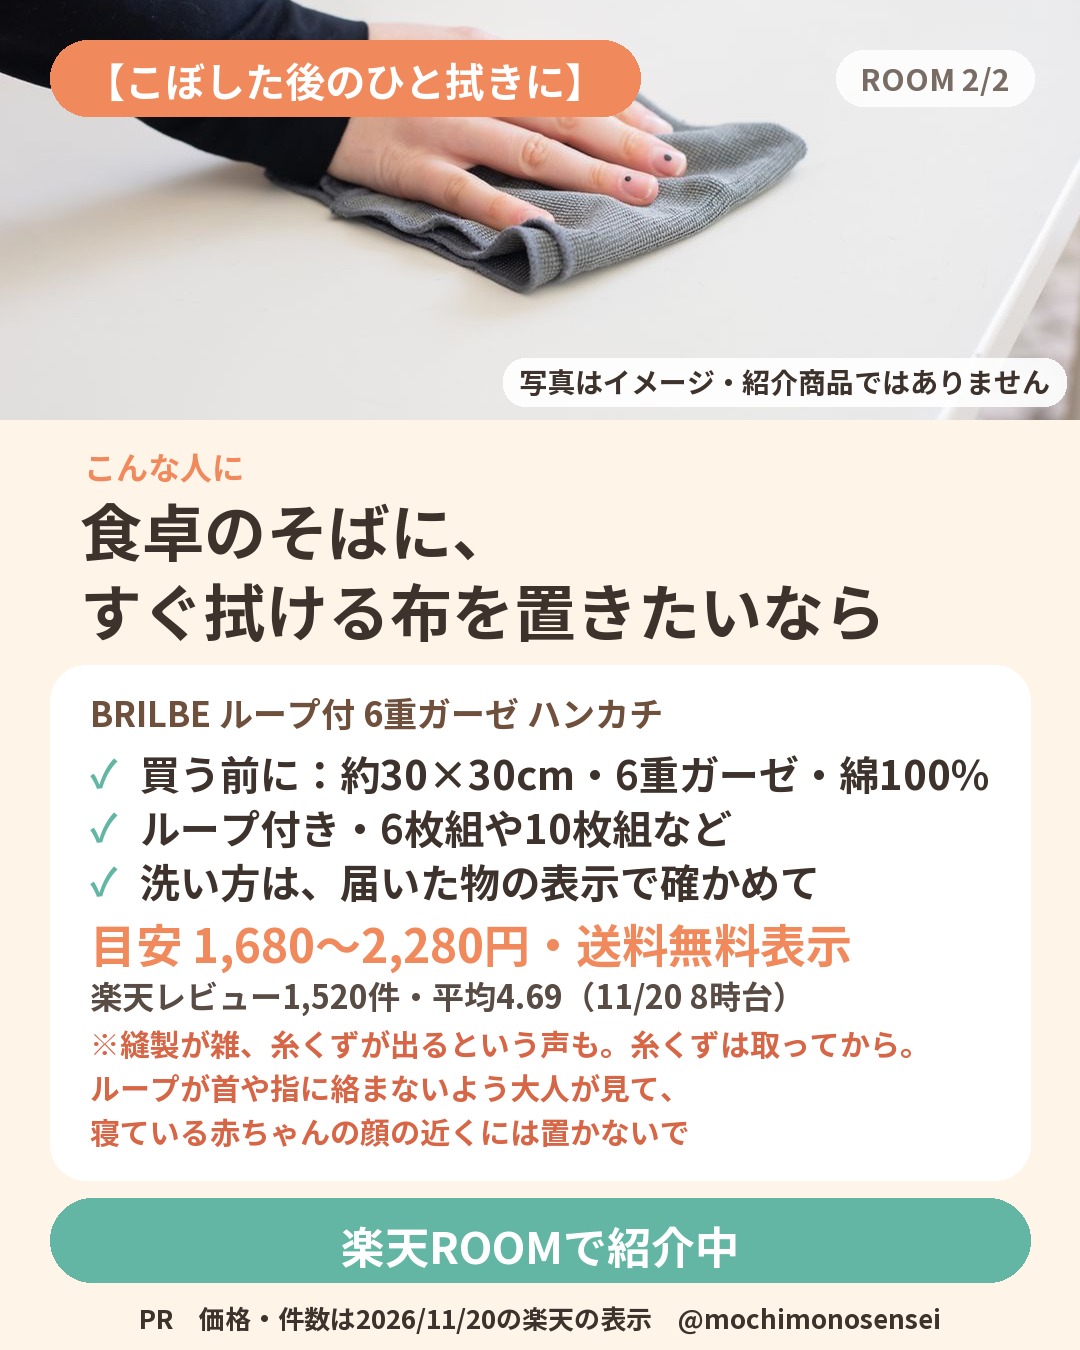 【こぼした後のひと拭きに】
ROOM 2/2
写真はイメージ・紹介商品ではありません
こんな人に
食卓のそばに、
すぐ拭ける布を置きたいなら
BRILBE ループ付 6重ガーゼ ハンカチ
✓ 買う前に：約30×30cm・6重ガーゼ・綿100%
✓ ループ付き・6枚組や10枚組など
✓ 洗い方は、届いた物の表示で確かめて
目安 1,680〜2,280円・送料無料表示
楽天レビュー1,520件・平均4.69（11/20 8時台）
※縫製が雑、糸くずが出るという声も。糸くずは取ってから。
ループが首や指に絡まないよう大人が見て、
寝ている赤ちゃんの顔の近くには置かないで
楽天ROOMで紹介中
PR　価格・件数は2026/11/20の楽天の表示　@mochimonosensei